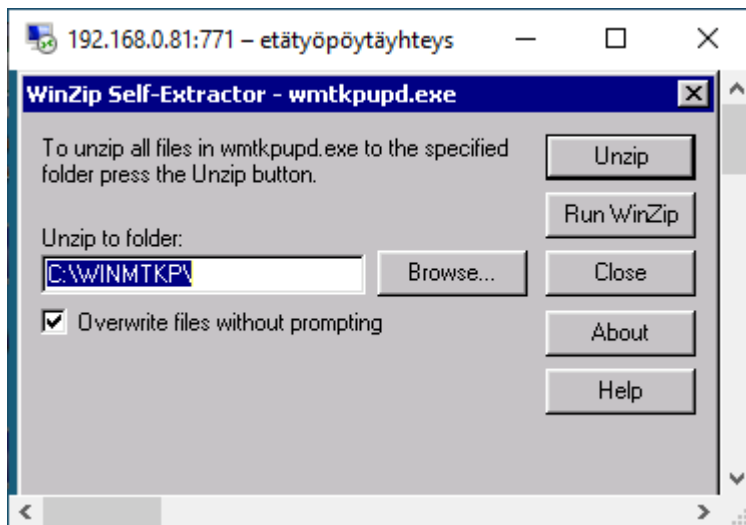 192.168.0.81:771 – etätyöpöytäyhteys
WinZip Self-Extractor - wmtkpupd.exe
To unzip all files in wmtkpupd.exe to the specified
folder press the Unzip button.
Unzip
Run WinZip
Unzip to folder:
C:\WINMTKP\
Browse...
Close
Overwrite files without prompting
About
Help